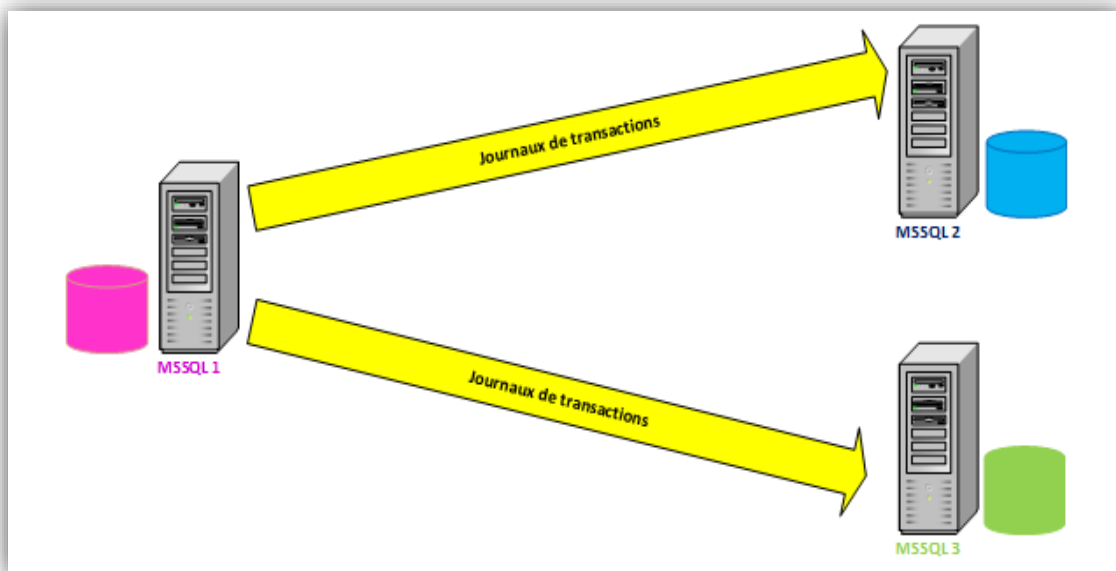 Journaux de transactions
MSSQL 2
MSSQL 1
Journaux de transactions
MSSQL 3